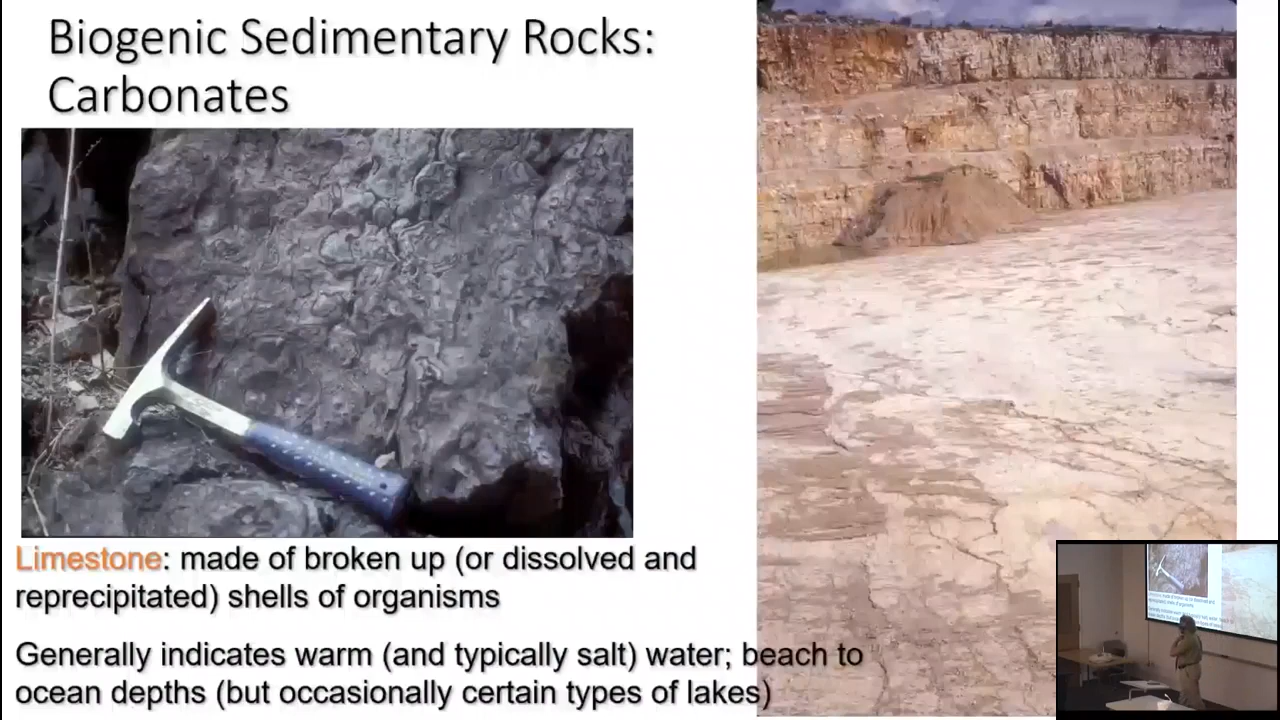 Biogenic Sedimentary Rocks:
Carbonates
Limestone: made of broken up (or dissolved and
reprecipitated) shells of organisms
Generally indicates warm (and typically salt) water; beach to
ocean depths (but occasionally certain types of lakes)